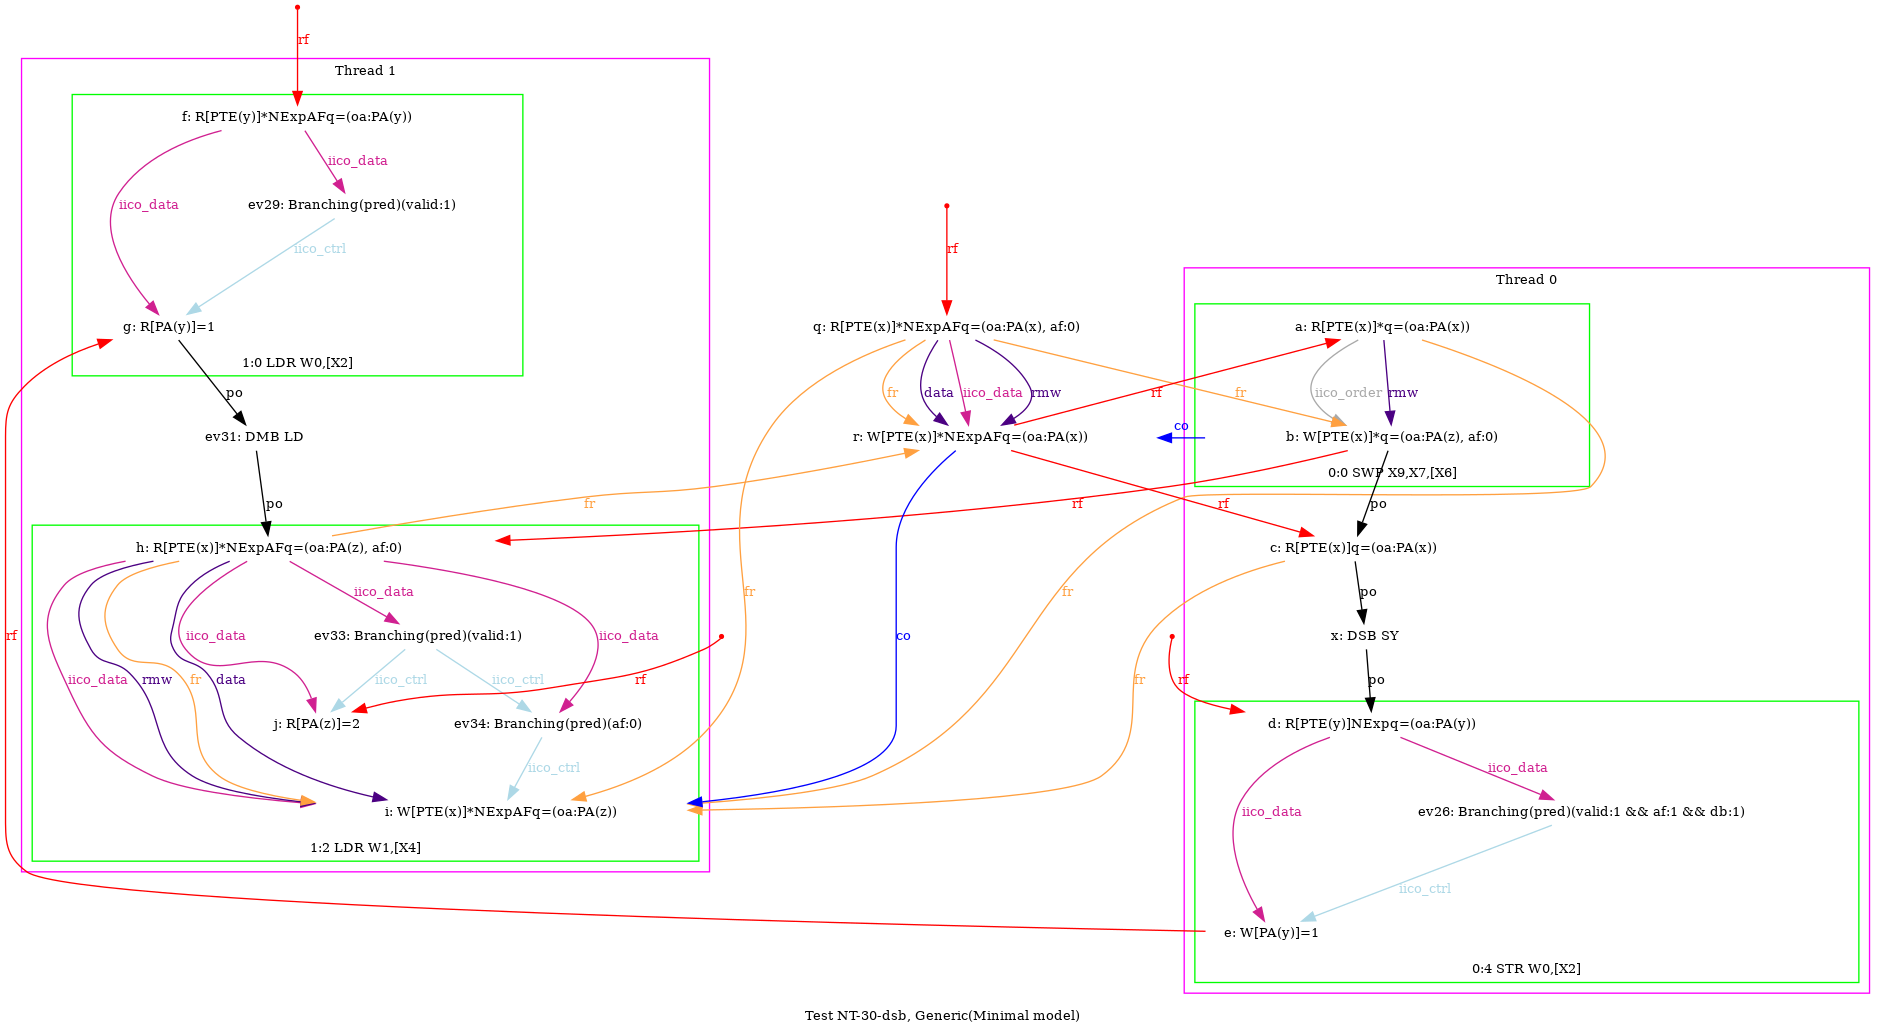 rf
Thread 1
f: R[PTE(y)]*NExpAFq=(oa:PA(y))
iico_data
iico_data
ev29: Branching(pred)(valid:1)
iico_ctrl
g: R[PA(y)]=1
1:0 LDR W0,[X2]
po
ev31: DMB LD
po
h: R[PTE(x)]*NExpAFq=(oa:PA(z), af:0)
iico_data
iico_data
ev33: Branching(pred)(valid:1)
iico_data
iico_data
rmw
fr
data
iico_ctrl
iico_ctrl
rf
j: R[PA(z)]=2
ev34: Branching(pred)(af:0)
iico_ctrl
i: W[PTE(x)]*NExpAFq=(oa:PA(z))
1:2 LDR W1,[X4]
rf
rf
q: R[PTE(x)]*NExpAFq=(oa:PA(x), af:0)
fr
data
iico_data
rmw
rf
fr
r: W[PTE(x)]*NExpAFq=(oa:PA(x))
co
fr
rf
rf
fr
co
fr
Thread 0
a: R[PTE(x)]*q=(oa:PA(x))
iico_order
rmw
b: W[PTE(x)]*q=(oa:PA(z), af:0)
0:0 SWP X9,X7,[X6]
po
c: R[PTE(x)]q=(oa:PA(x))
po
x: DSB SY
fr
rf
po
d: R[PTE(y)]NExpq=(oa:PA(y))
iico_data
iico_data
ev26: Branching(pred)(valid:1 && af:1 && db:1)
iico_ctrl
e: W[PA(y)]=1
0:4 STR W0,[X2]
Test NT-30-dsb, Generic(Minimal model)